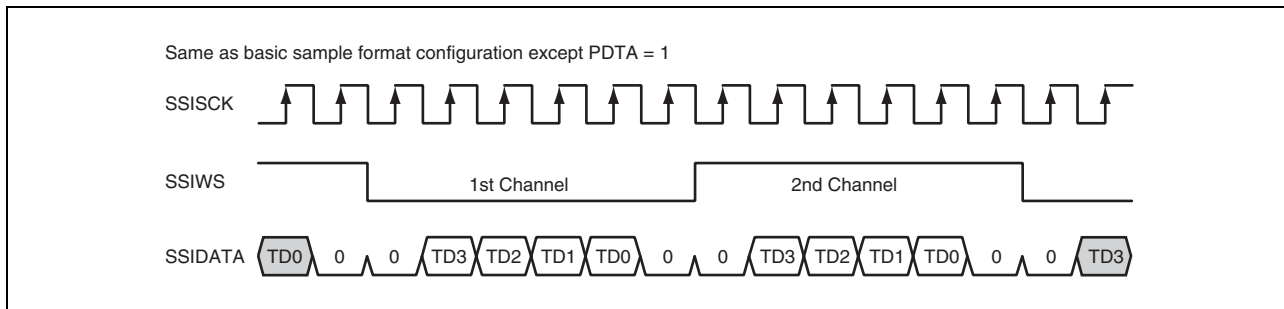 Same as basic sample format configuration except PDTA = 1
SSISCK
SSIWS 1st Channel 2nd Channel
SSIDATA TD0 0 0 TD3 TD2 TD1 TD0 0 0 TD3 TD2 TD1 TD0 0 0 TD3